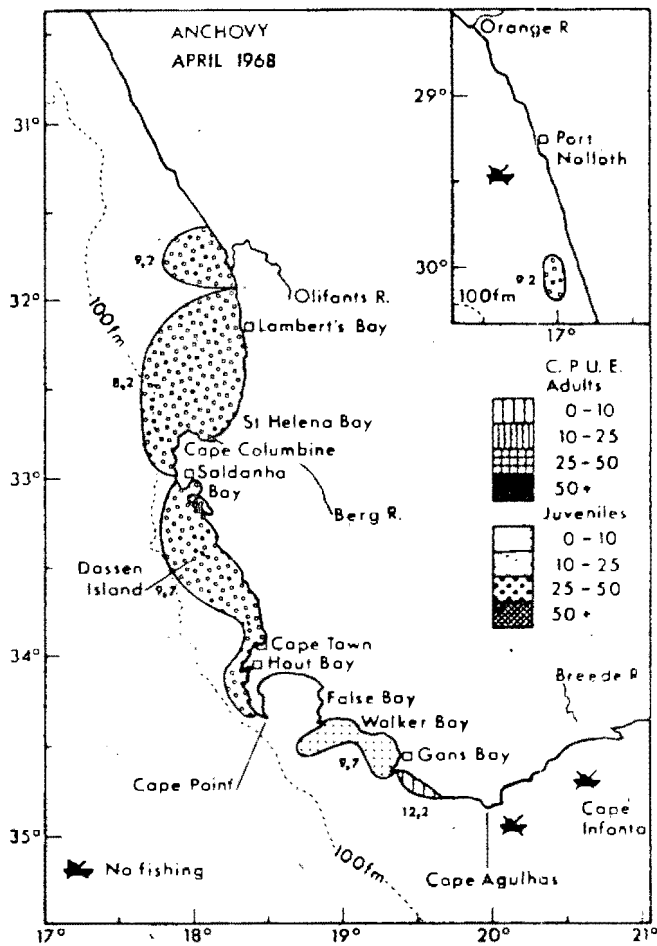 ANCHOVY
APRIL 1968
Orange R
29°
Port
Nolloth
30°
9,2
100fm
17°
31°
9,2
32°
Olifants R.
100fm
Lambert's Bay
8,2
C. P. U. E.
Adults
0-10
10-25
25-50
50+
Juveniles
0-10
10-25
25-50
50+
St Helena Bay
Cape Columbine
33°
Saldanha
Bay
Berg R.
Dassen
Island
9,7
34°
Cape Town
Hout Bay
Breede R
False Bay
Walker Bay
Gans Bay
9,7
Cape Point
12,2
Cape
Infanta
35°
No fishing
100fm
Cape Agulhas
17°
18°
19°
20°
21°